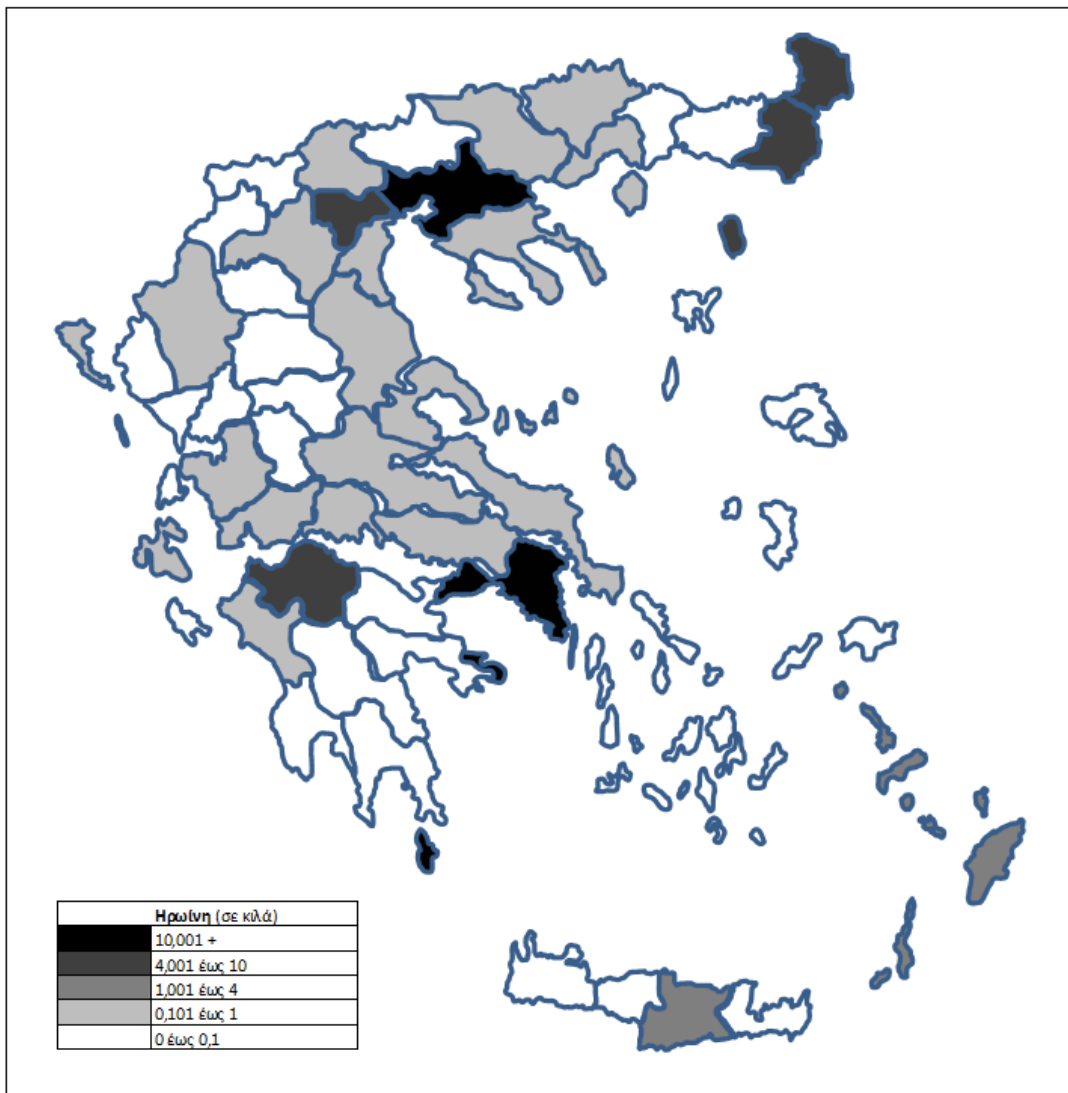 Ηρωίνη (σε κιλά)
10,001 +
4,001 έως 10
1,001 έως 4
0,101 έως 1
0 έως 0,1